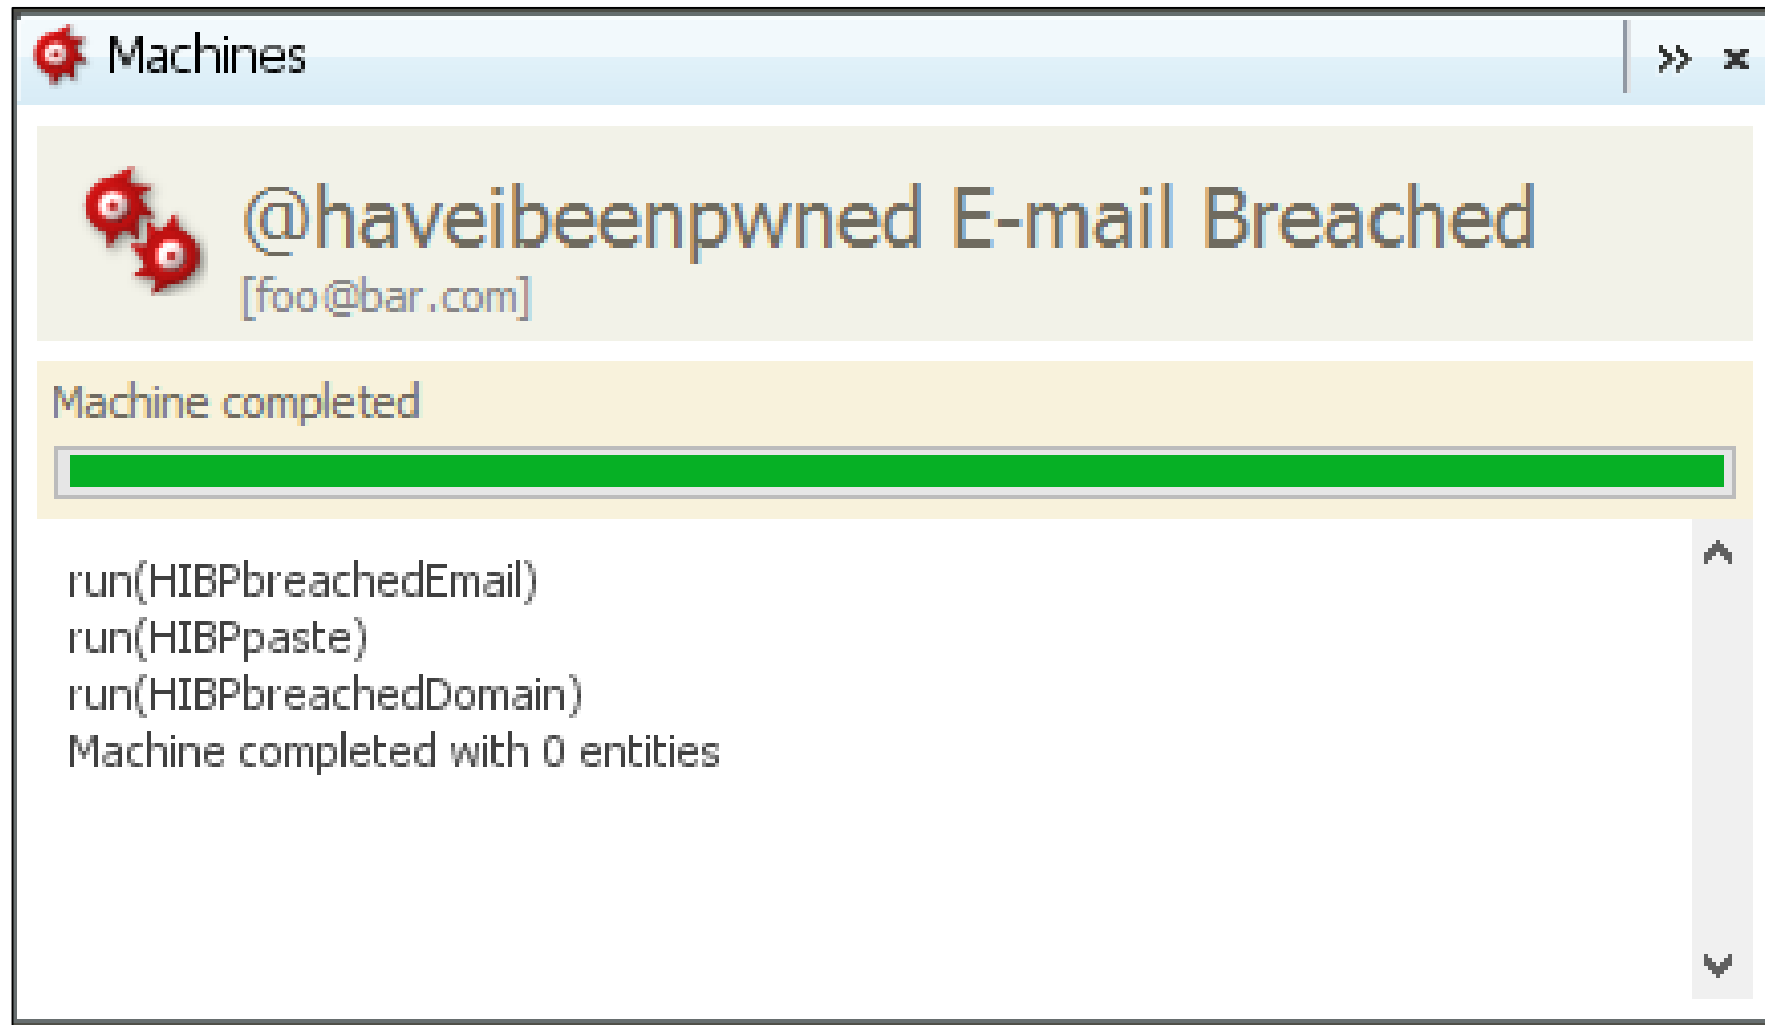 Machines
@haveibeenpwned E-mail Breached
[foo@bar.com]
Machine completed
run(HIBPbreachedEmail)
run(HIBPpaste)
run(HIBPbreachedDomain)
Machine completed with 0 entities